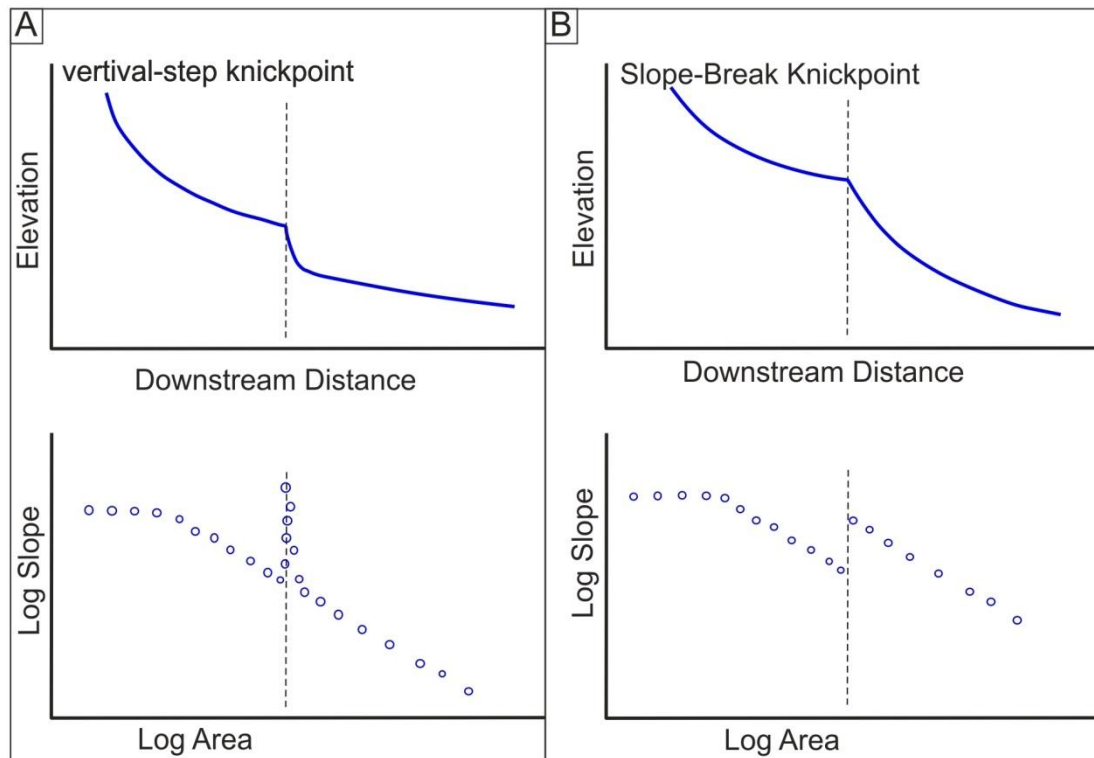 A
vertival-step knickpoint
Elevation
Downstream Distance
Log Slope
Log Area
B
Slope-Break Knickpoint
Elevation
Downstream Distance
Log Slope
Log Area